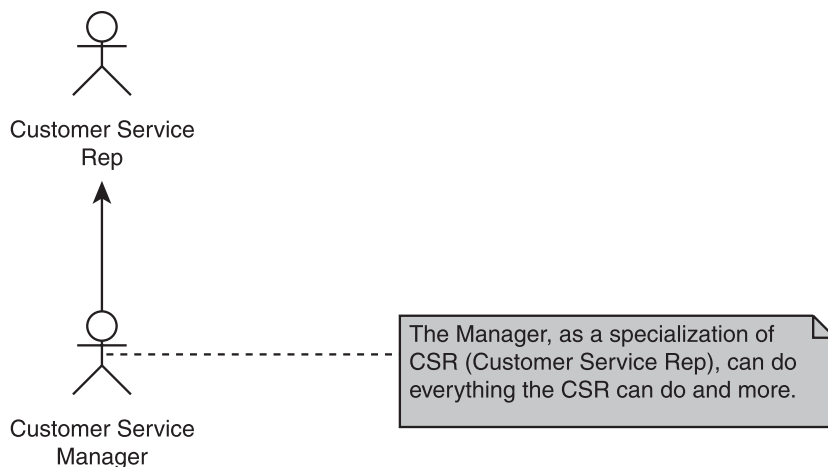 Customer Service
Rep
The Manager, as a specialization of
CSR (Customer Service Rep), can do
everything the CSR can do and more.
Customer Service
Manager